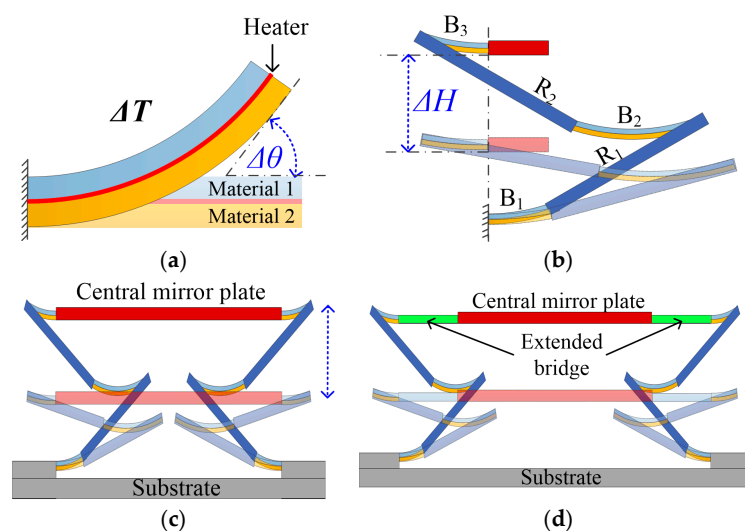 Heater
ΔT
Δθ
Material 1
Material 2
(a)
B₃
ΔH
R₂
B₂
R₁
B₁
(b)
Central mirror plate
Substrate
(c)
Central mirror plate
Extended
bridge
Substrate
(d)